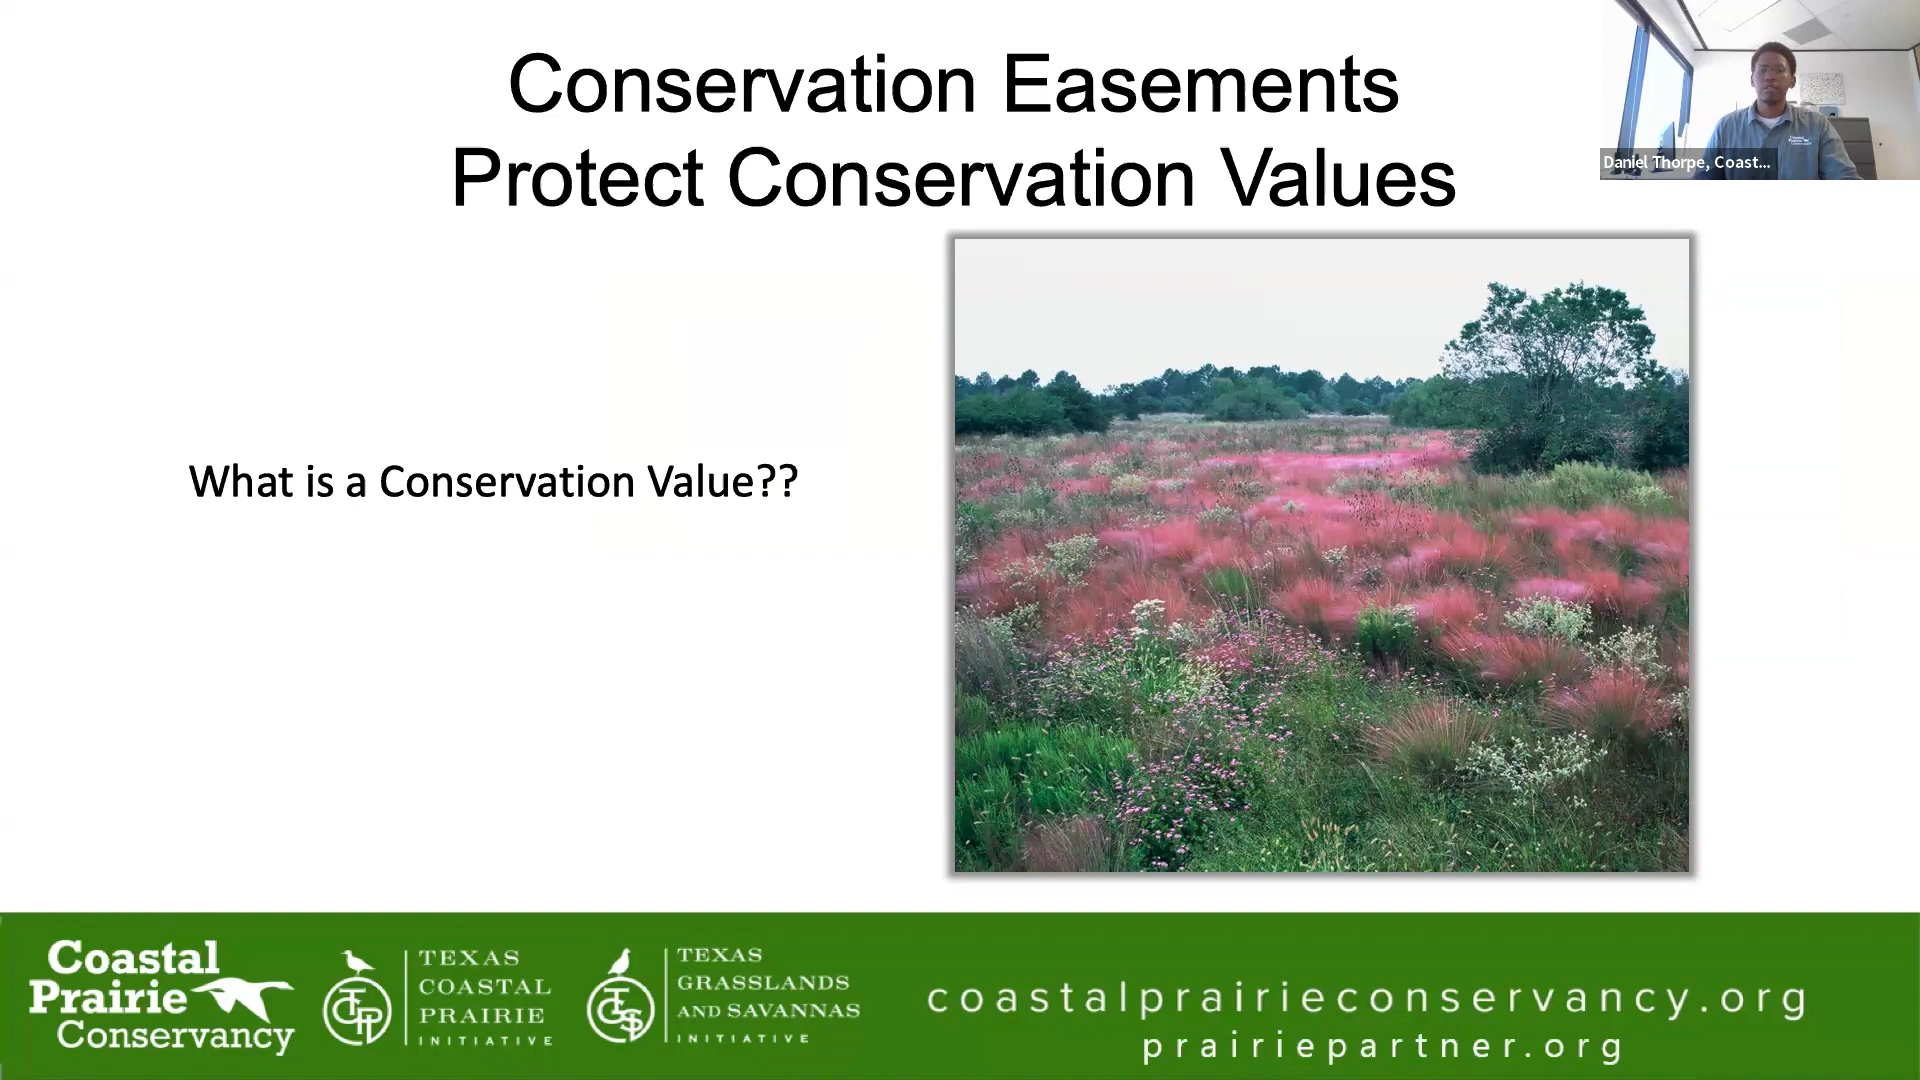 Conservation Easements
Protect Conservation Values
Daniel Thorpe, Coast...
What is a Conservation Value??
Coastal
Prairie
Conservancy
TEXAS
COASTAL
PRAIRIE
INITIATIVE
TEXAS
GRASSLANDS
AND SAVANNAS
INITIATIVE
coastalprairieconservancy.org
prairiepartner.org